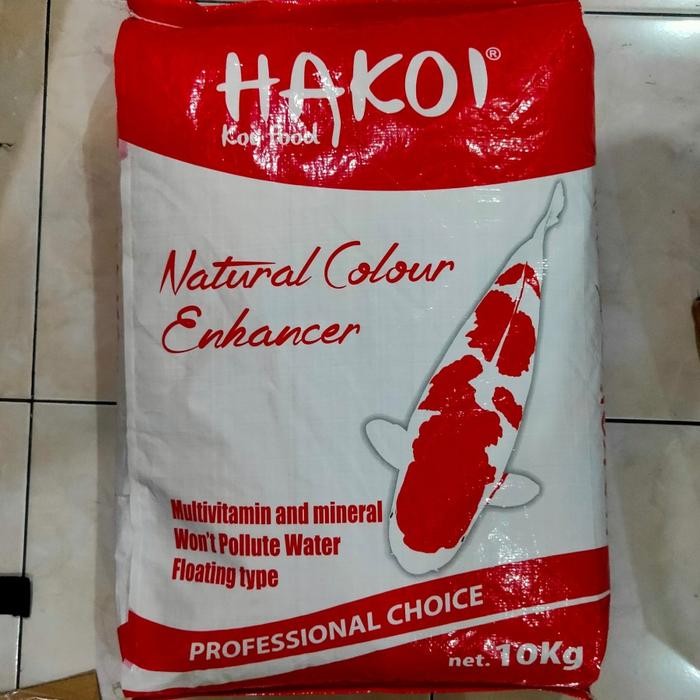 HAKOI®
Koi food
Natural Colour
Enhancer
Multivitamin and mineral
Won't Pollute Water
Floating type
PROFESSIONAL CHOICE
net. 10Kg